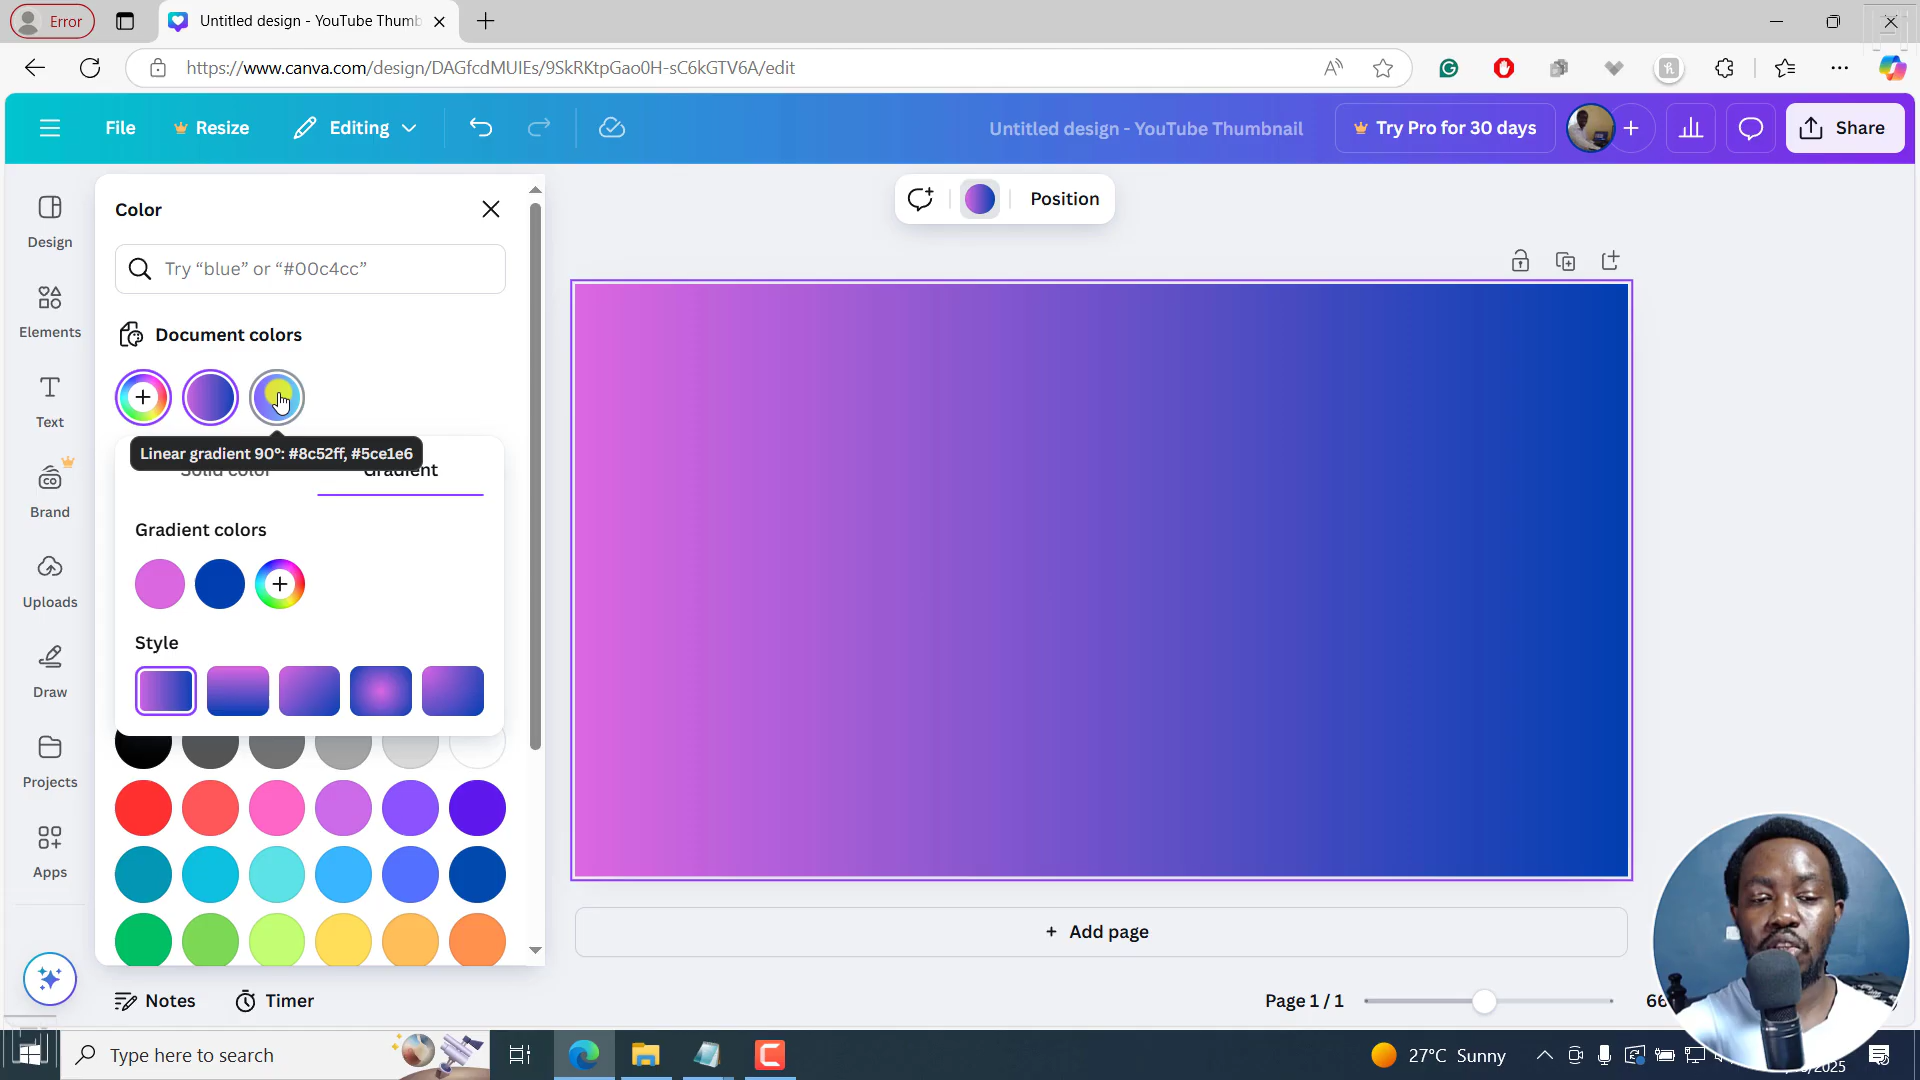 Error
Untitled design - YouTube Thumb
https://www.canva.com/design/DAGfcdMUIEs/9SkRKtpGao0H-sC6kGTV6A/edit
File
Resize
Editing
Untitled design - YouTube Thumbnail
Try Pro for 30 days
Share
Design
Elements
Text
Brand
Uploads
Draw
Projects
Apps
Color
Try “blue” or “#00c4cc”
Document colors
Linear gradient 90°: #8c52ff, #5ce1e6
Solid color
Gradient
Gradient colors
Style
Position
+ Add page
Notes
Timer
Page 1 / 1
Type here to search
27°C Sunny